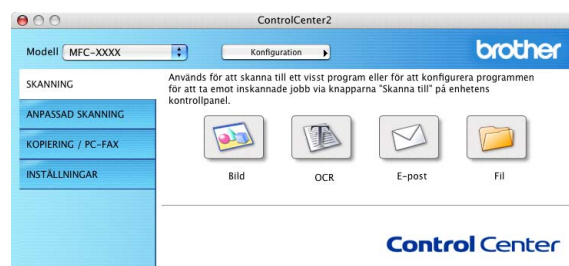 ControlCenter2
Modell MFC-XXXX Konfiguration brother
SKANNING
ANPASSAD SKANNING
KOPIERING / PC-FAX
INSTÄLLNINGAR
Används för att skanna till ett visst program eller för att konfigurera programmen
för att ta emot inskannade jobb via knapparna "Skanna till" på enhetens
kontrollpanel.
Bild OCR E-post Fil
Control Center